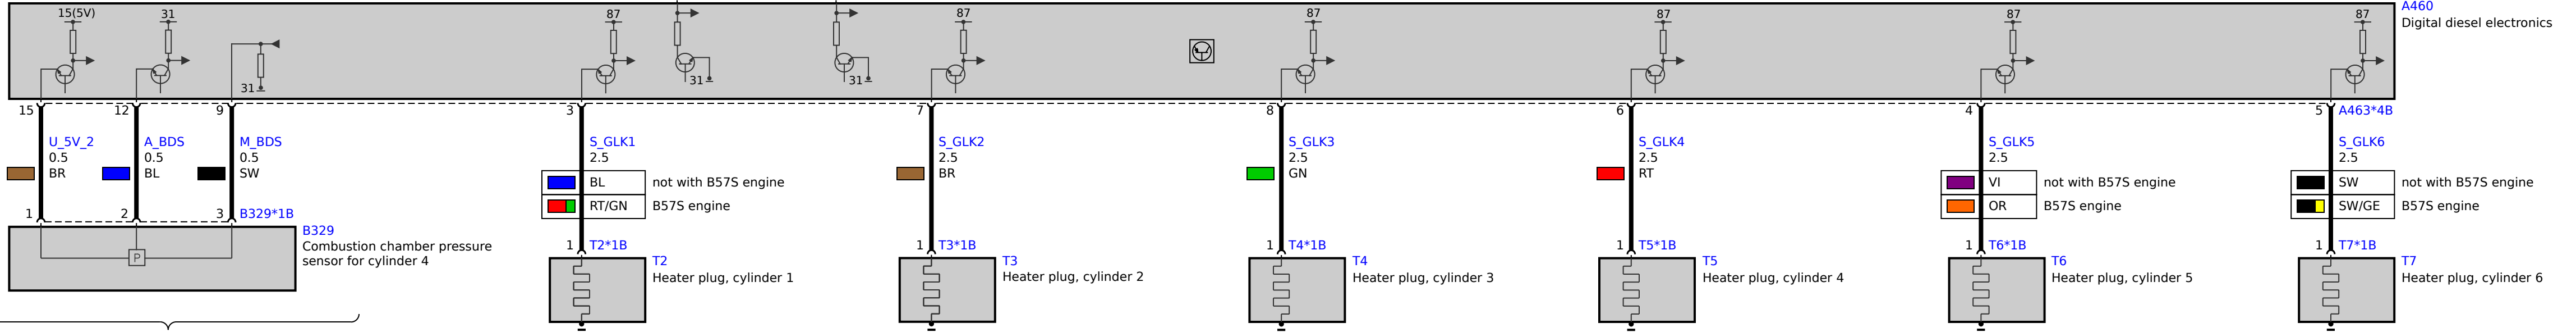 15(5V)
31
87
87
87
87
87
87
31
31
31
A460
Digital diesel electronics
15
12
9
3
7
8
6
4
5
A463*4B
U_5V_2
0.5
BR
A_BDS
0.5
BL
M_BDS
0.5
SW
S_GLK1
2.5
BL
not with B57S engine
RT/GN
B57S engine
S_GLK2
2.5
BR
S_GLK3
2.5
GN
S_GLK4
2.5
RT
S_GLK5
2.5
VI
not with B57S engine
OR
B57S engine
S_GLK6
2.5
SW
not with B57S engine
SW/GE
B57S engine
1
2
3
B329*1B
P
B329
Combustion chamber pressure
sensor for cylinder 4
1
T2*1B
T2
Heater plug, cylinder 1
1
T3*1B
T3
Heater plug, cylinder 2
1
T4*1B
T4
Heater plug, cylinder 3
1
T5*1B
T5
Heater plug, cylinder 4
1
T6*1B
T6
Heater plug, cylinder 5
1
T7*1B
T7
Heater plug, cylinder 6